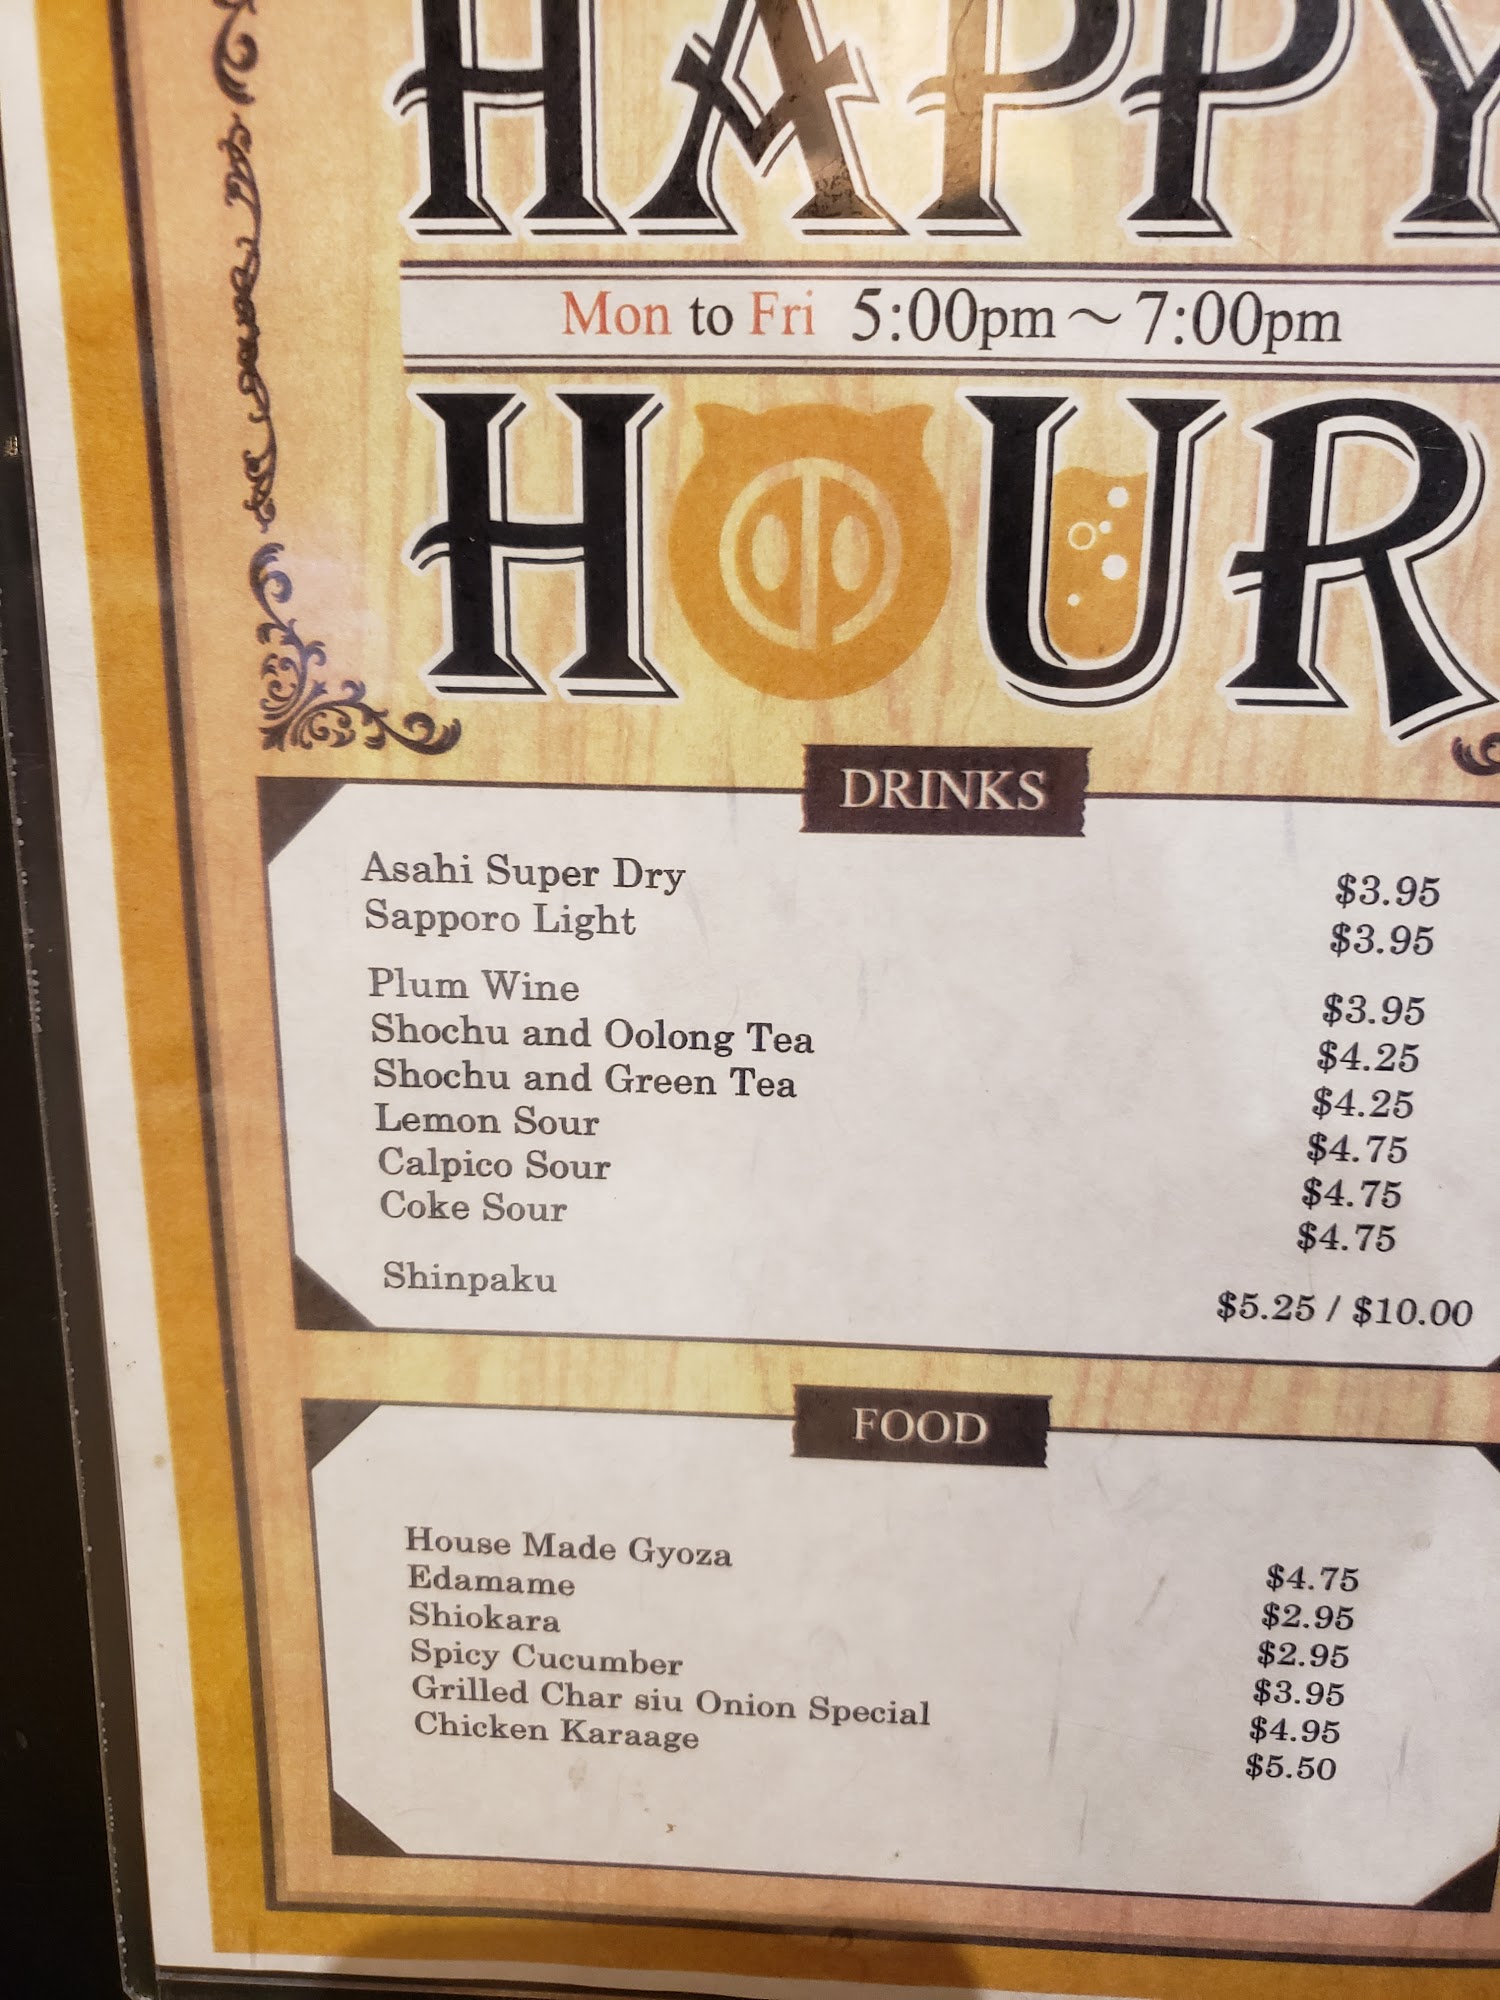 HAPPY
Mon to Fri 5:00pm~7:00pm
HOUR
DRINKS
Asahi Super Dry $3.95
Sapporo Light $3.95
Plum Wine $3.95
Shochu and Oolong Tea $4.25
Shochu and Green Tea $4.25
Lemon Sour $4.75
Calpico Sour $4.75
Coke Sour $4.75
Shinpaku $5.25 / $10.00
FOOD
House Made Gyoza $4.75
Edamame $2.95
Shiokara $2.95
Spicy Cucumber $3.95
Grilled Char siu Onion Special $4.95
Chicken Karaage $5.50